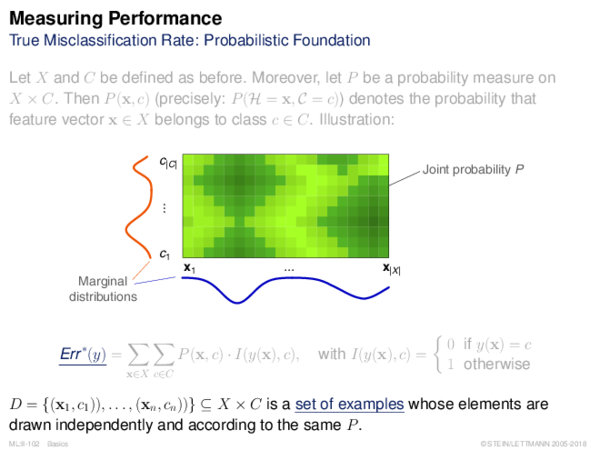 Measuring Performance
True Misclassification Rate: Probabilistic Foundation
Let X and C be defined as before. Moreover, let P be a probability measure on
X × C. Then P(x, c) (precisely: P(ℋ = x, 𝒞 = c)) denotes the probability that
feature vector x ∈ X belongs to class c ∈ C. Illustration:
c|C|
Joint probability P
⋮
c1
x1 ... x|X|
Marginal
distributions
Err*(y) = ∑x∈X ∑c∈C P(x, c) · I(y(x), c), with I(y(x), c) = { 0 if y(x) = c
1 otherwise
D = {(x1, c1)), . . . , (xn, cn))} ⊆ X × C is a set of examples whose elements are
drawn independently and according to the same P.
ML:II-102 Basics ©STEIN/LETTMANN 2005-2018